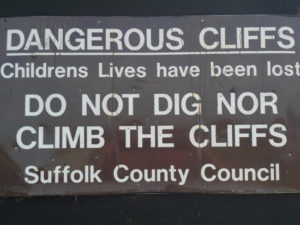 DANGEROUS CLIFFS
Childrens Lives have been lost
DO NOT DIG NOR
CLIMB THE CLIFFS
Suffolk County Council